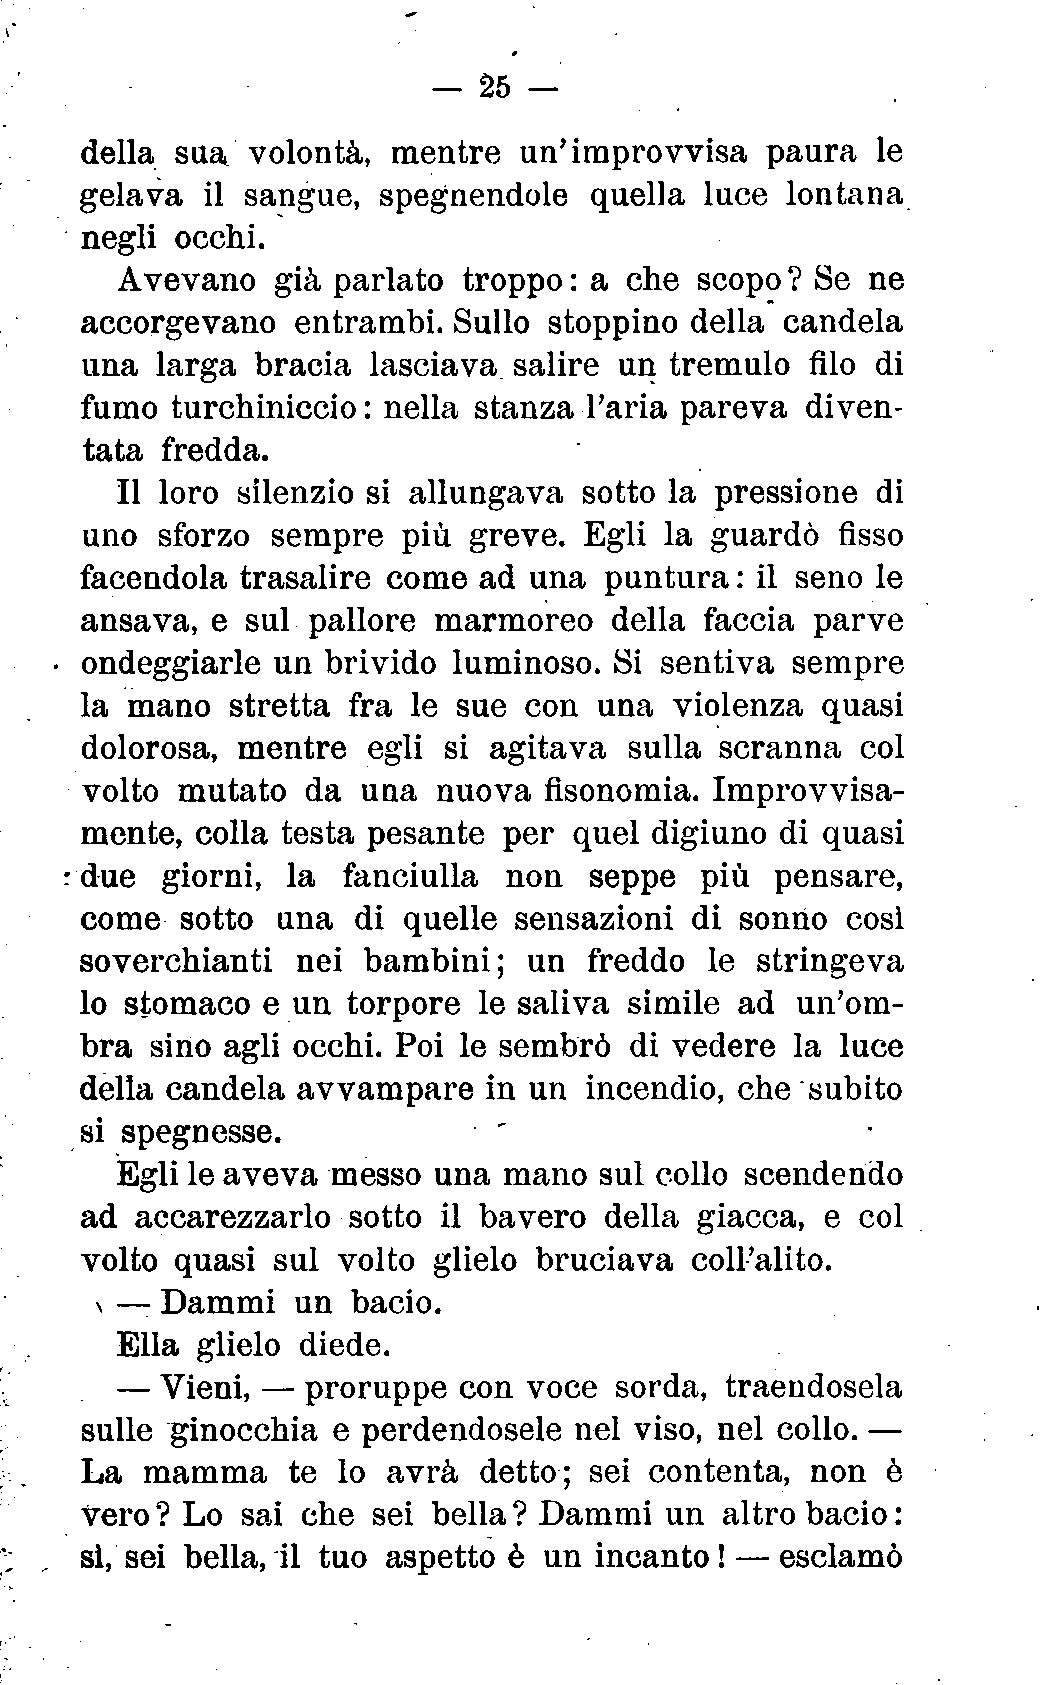 — 25 —
della sua volontà, mentre un'improvvisa paura le
gelava il sangue, spegnendole quella luce lontana
negli occhi.
Avevano già parlato troppo: a che scopo? Se ne
accorgevano entrambi. Sullo stoppino della candela
una larga bracia lasciava salire un tremulo filo di
fumo turchiniccio: nella stanza l'aria pareva diven-
tata fredda.
Il loro silenzio si allungava sotto la pressione di
uno sforzo sempre più greve. Egli la guardò fisso
facendola trasalire come ad una puntura: il seno le
ansava, e sul pallore marmoreo della faccia parve
ondeggiarle un brivido luminoso. Si sentiva sempre
la mano stretta fra le sue con una violenza quasi
dolorosa, mentre egli si agitava sulla scranna col
volto mutato da una nuova fisonomia. Improvvisa-
mente, colla testa pesante per quel digiuno di quasi
due giorni, la fanciulla non seppe più pensare,
come sotto una di quelle sensazioni di sonno così
soverchianti nei bambini; un freddo le stringeva
lo stomaco e un torpore le saliva simile ad un'om-
bra sino agli occhi. Poi le sembrò di vedere la luce
della candela avvampare in un incendio, che subito
si spegnesse.
Egli le aveva messo una mano sul collo scendendo
ad accarezzarlo sotto il bavero della giacca, e col
volto quasi sul volto glielo bruciava coll'alito.
— Dammi un bacio.
Ella glielo diede.
— Vieni, — proruppe con voce sorda, traendosela
sulle ginocchia e perdendosele nel viso, nel collo. —
La mamma te lo avrà detto; sei contenta, non è
vero? Lo sai che sei bella? Dammi un altro bacio:
sì, sei bella, il tuo aspetto è un incanto! — esclamò